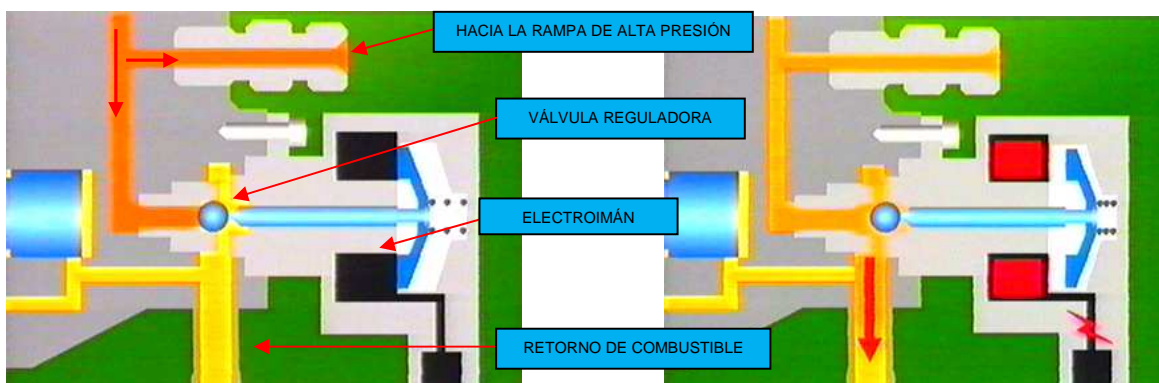 HACIA LA RAMPA DE ALTA PRESIÓN
VÁLVULA REGULADORA
ELECTROIMÁN
RETORNO DE COMBUSTIBLE